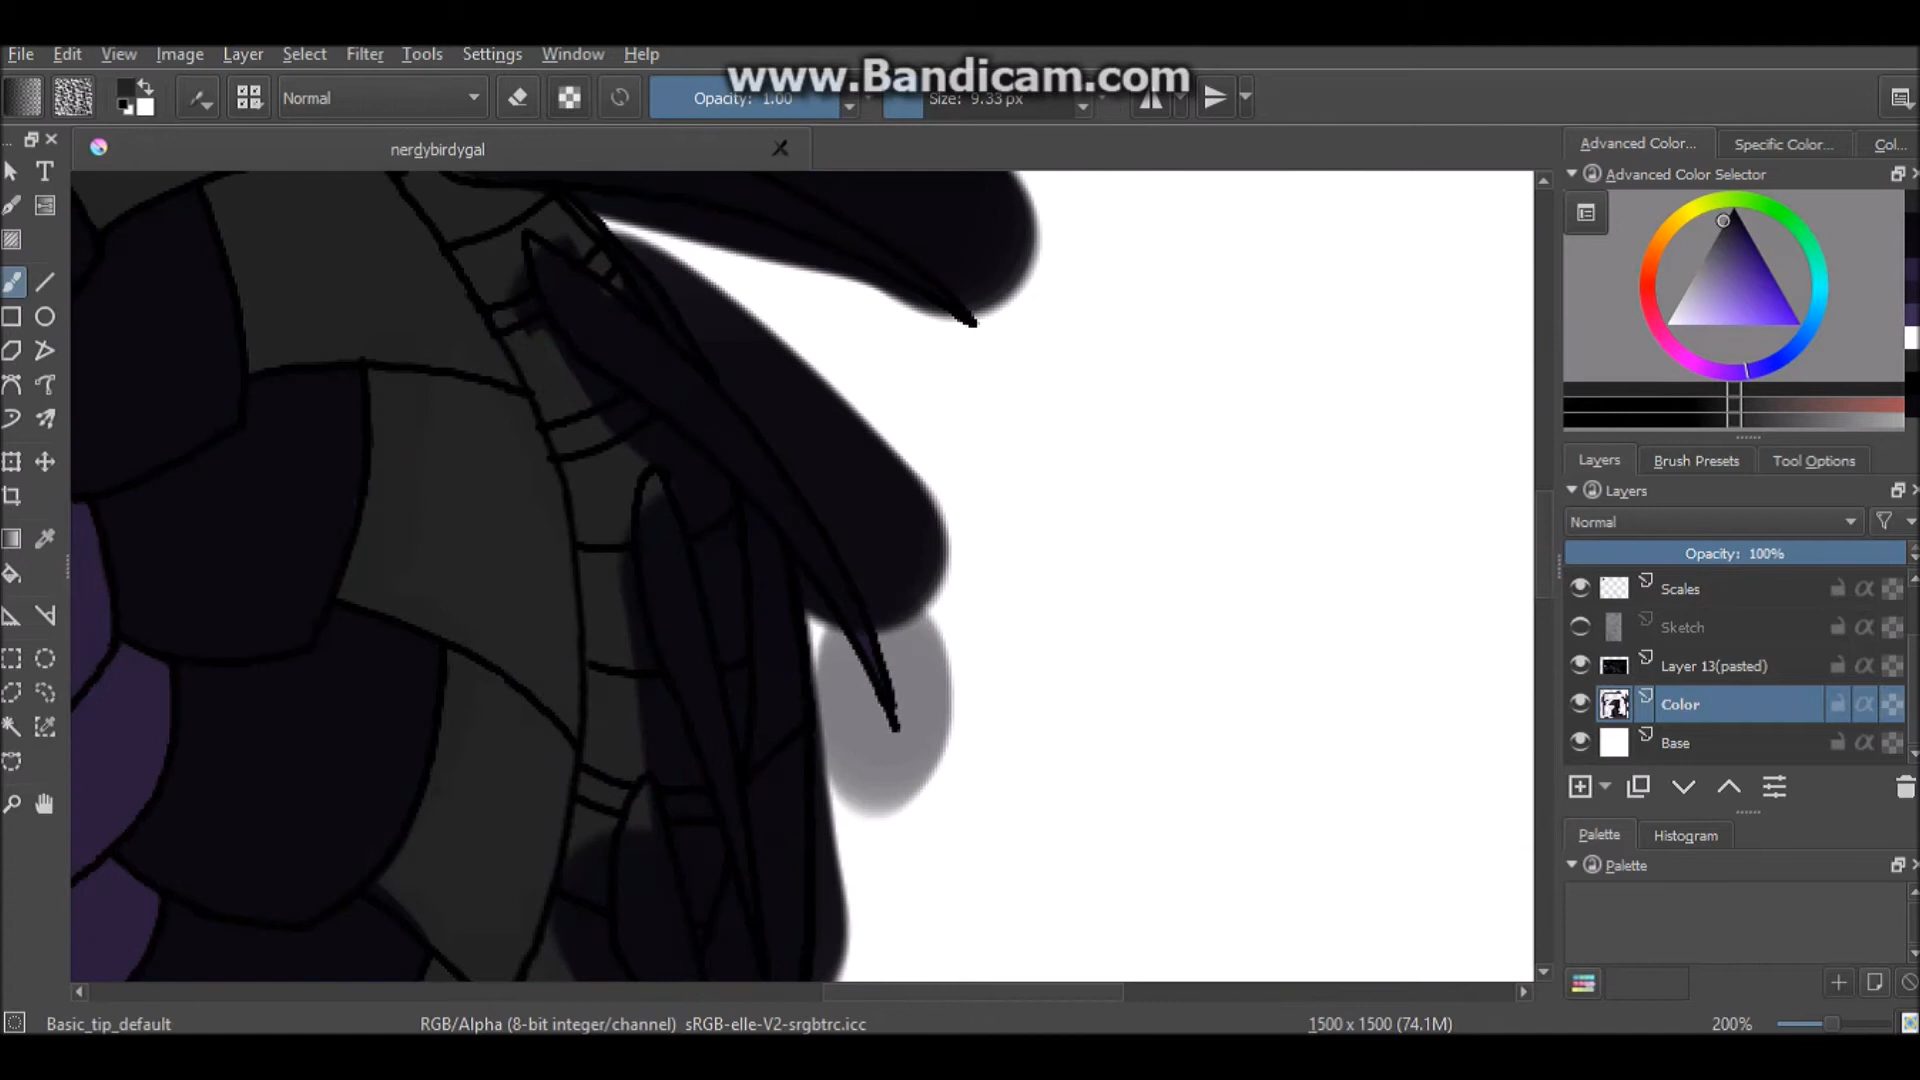 File Edit View Image Layer Select Filter Tools Settings Window Help
www.Bandicam.com
Normal Opacity: 1.00 Size: 9.33 px
nerdybirdygal
Advanced Color... Specific Color... Col...
Advanced Color Selector
Layers Brush Presets Tool Options
Layers
Normal
Opacity: 100%
Scales
Sketch
Layer 13(pasted)
Color
Base
Palette Histogram
Palette
Basic_tip_default RGB/Alpha (8-bit integer/channel) sRGB-elle-V2-srgbtrc.icc 1500 x 1500 (74.1M) 200%